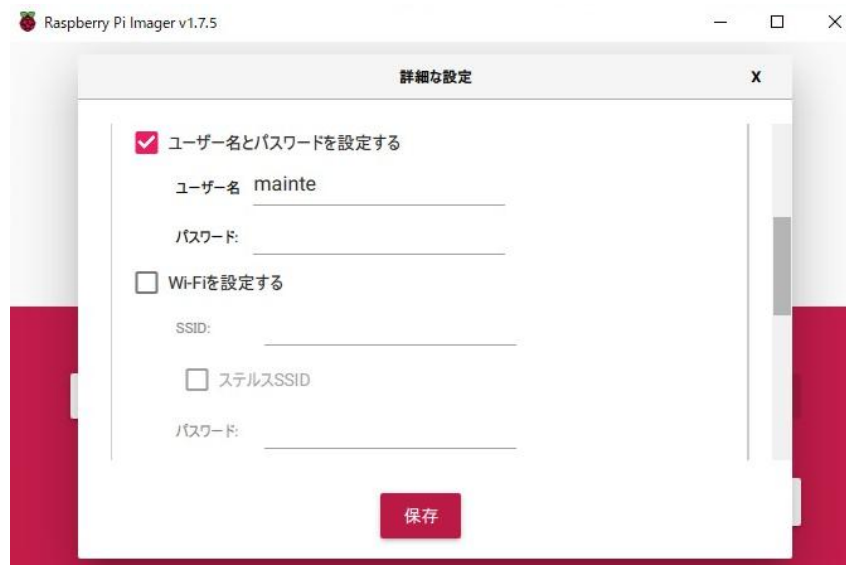 Raspberry Pi Imager v1.7.5
詳細な設定 X
ユーザー名とパスワードを設定する
ユーザー名 mainte
パスワード:
Wi-Fiを設定する
SSID:
ステルスSSID
パスワード:
保存